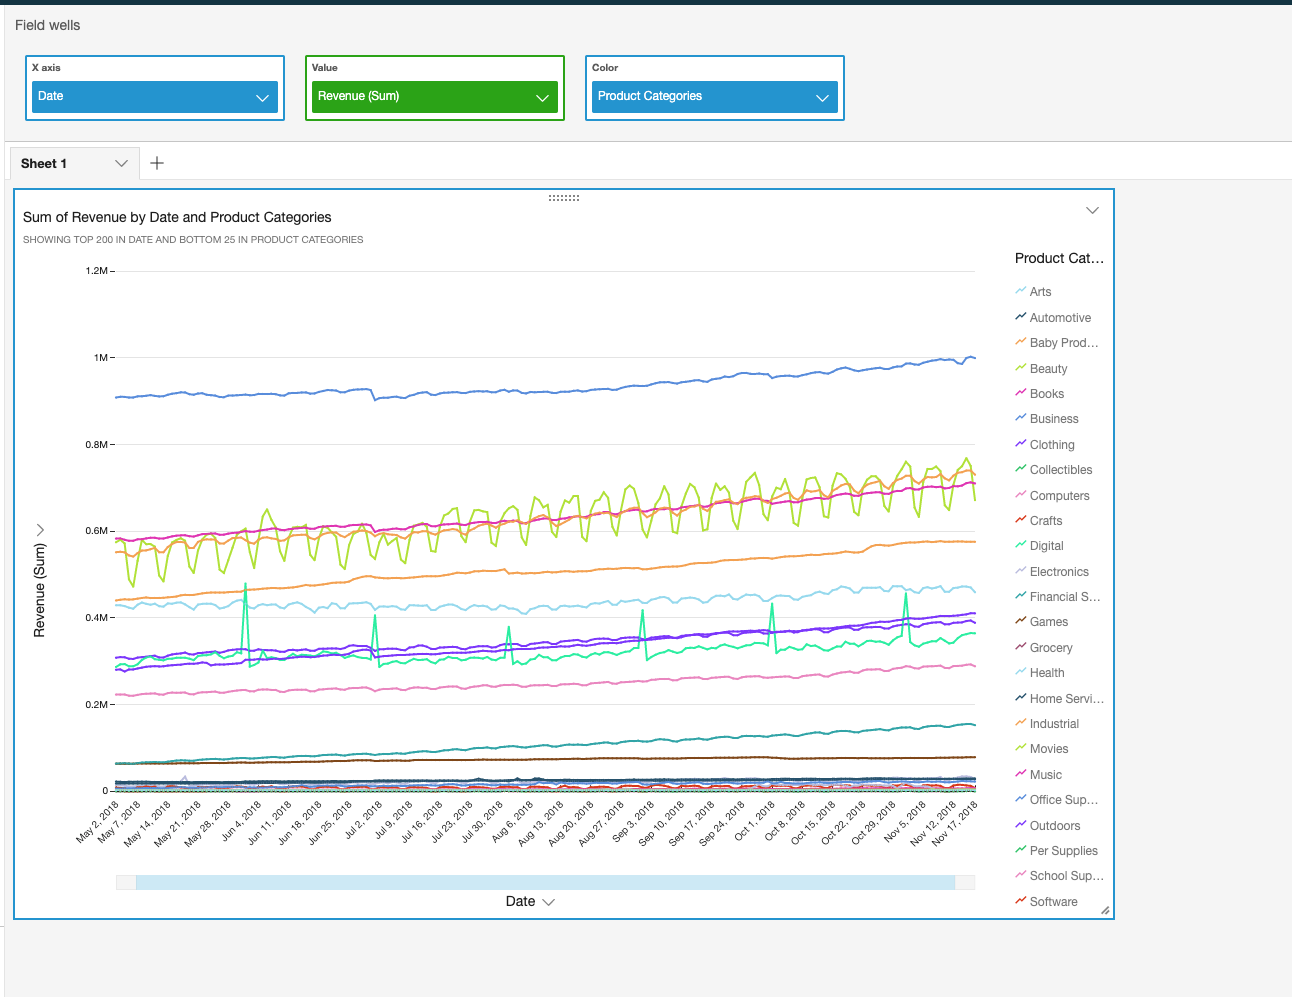 Field wells
X axis
Value
Color
Date
Revenue (Sum)
Product Categories
Sheet 1
Sum of Revenue by Date and Product Categories
SHOWING TOP 200 IN DATE AND BOTTOM 25 IN PRODUCT CATEGORIES
1.2M
1M
0.8M
0.6M
0.4M
0.2M
0
Revenue (Sum)
May 2, 2018
May 7, 2018
May 14, 2018
May 21, 2018
May 28, 2018
Jun 4, 2018
Jun 11, 2018
Jun 18, 2018
Jun 25, 2018
Jul 2, 2018
Jul 9, 2018
Jul 16, 2018
Jul 23, 2018
Jul 30, 2018
Aug 6, 2018
Aug 13, 2018
Aug 20, 2018
Aug 27, 2018
Sep 3, 2018
Sep 10, 2018
Sep 17, 2018
Sep 24, 2018
Oct 1, 2018
Oct 8, 2018
Oct 15, 2018
Oct 22, 2018
Oct 29, 2018
Nov 5, 2018
Nov 12, 2018
Nov 17, 2018
Date
Product Cat...
Arts
Automotive
Baby Prod...
Beauty
Books
Business
Clothing
Collectibles
Computers
Crafts
Digital
Electronics
Financial S...
Games
Grocery
Health
Home Servi...
Industrial
Movies
Music
Office Sup...
Outdoors
Per Supplies
School Sup...
Software